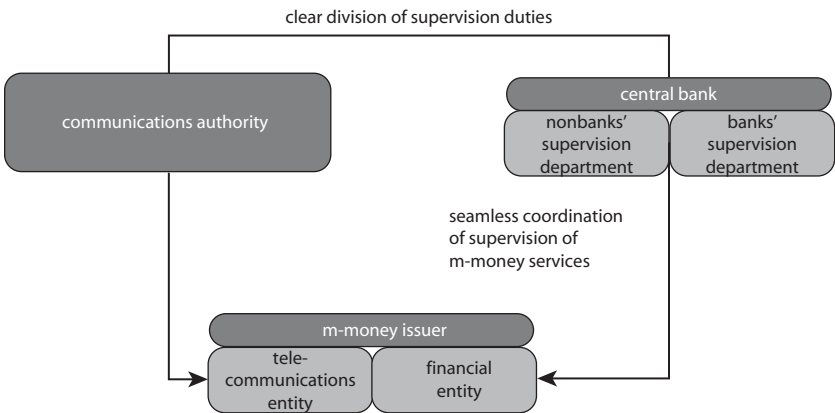 clear division of supervision duties
communications authority
central bank
nonbanks'
supervision
department
banks'
supervision
department
seamless coordination
of supervision of
m-money services
m-money issuer
tele-
communications
entity
financial
entity